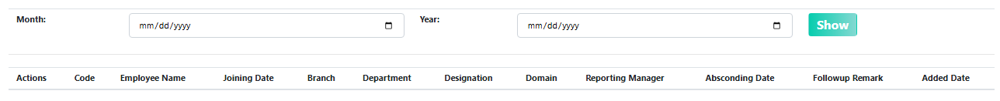 Month: mm/dd/yyyy Year: mm/dd/yyyy Show
Actions Code Employee Name Joining Date Branch Department Designation Domain Reporting Manager Absconding Date Followup Remark Added Date